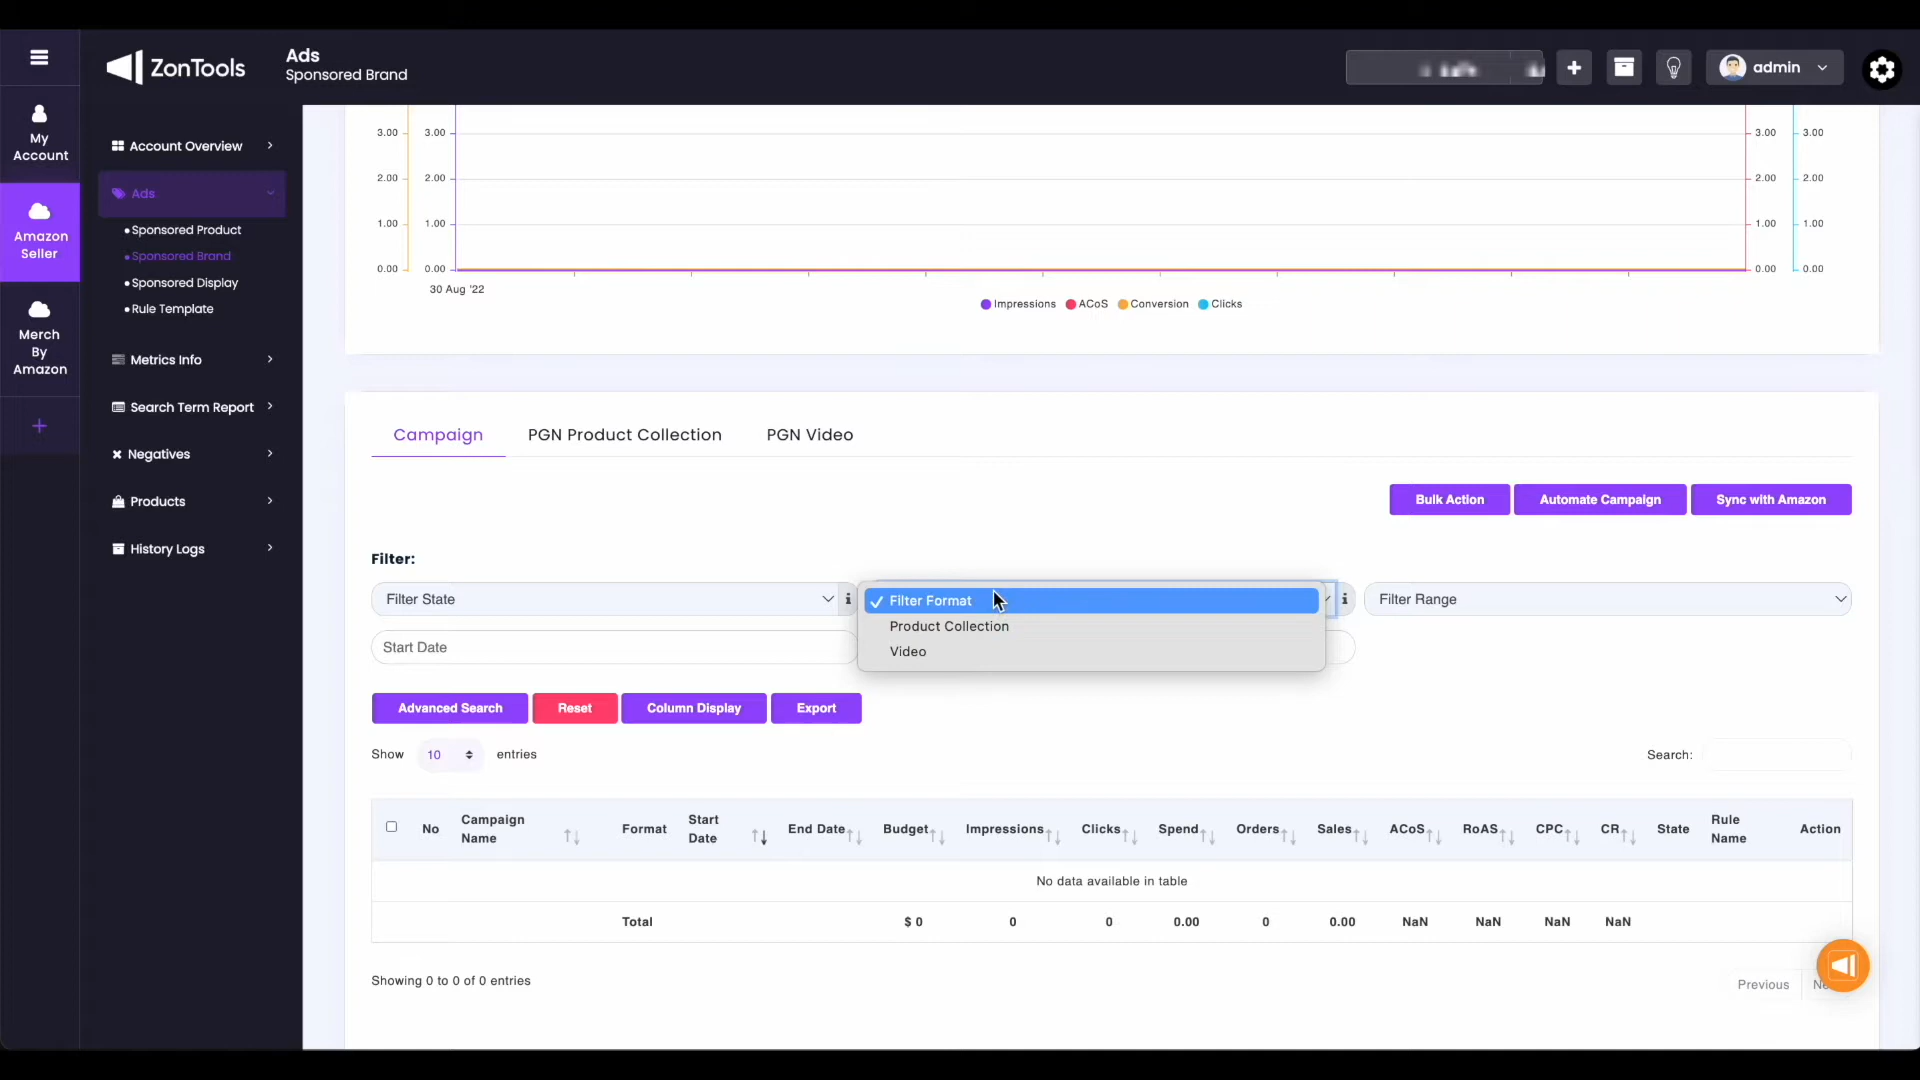 ZonTools
Ads
Sponsored Brand
admin
My
Account
Amazon
Seller
Merch
By
Amazon
Account Overview
Ads
Sponsored Product
Sponsored Brand
Sponsored Display
Rule Template
Metrics Info
Search Term Report
Negatives
Products
History Logs
3.00 3.00 3.00 3.00
2.00 2.00 2.00 2.00
1.00 1.00 1.00 1.00
0.00 0.00 0.00 0.00
30 Aug '22
Impressions ACoS Conversion Clicks
Campaign PGN Product Collection PGN Video
Bulk Action Automate Campaign Sync with Amazon
Filter:
Filter State i ✓ Filter Format i Filter Range
Product Collection
Video
Start Date
Advanced Search Reset Column Display Export
Show 10 entries Search:
No Campaign Name Format Start Date End Date Budget Impressions Clicks Spend Orders Sales ACoS RoAS CPC CR State Rule Name Action
No data available in table
Total $ 0 0 0 0.00 0 0.00 NaN NaN NaN NaN
Showing 0 to 0 of 0 entries
Previous